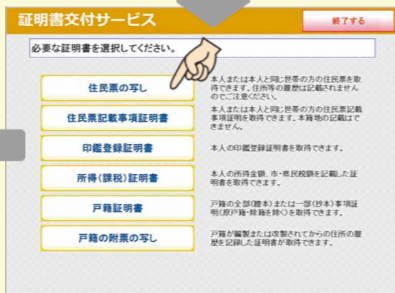 証明書交付サービス
終了する
必要な証明書を選択してください。
住民票の写し
本人または本人と同じ世帯の方の住民票を取
得できます。住所等の履歴は記載されません
のでご注意ください。
住民票記載事項証明書
本人または本人と同じ世帯の方の住民票記載
事項証明を取得できます。本籍地の記載はで
きません。
印鑑登録証明書
本人の印鑑登録証明書を取得できます。
所得(課税)証明書
本人の所得金額、市・県民税額を記載した証
明書を取得できます。
戸籍証明書
戸籍の全部(謄本)または一部(抄本)事項証
明(原戸籍・除籍を除く)を取得できます。
戸籍の附票の写し
戸籍が編製または改製されてからの住所の履
歴を記録した証明書が取得できます。